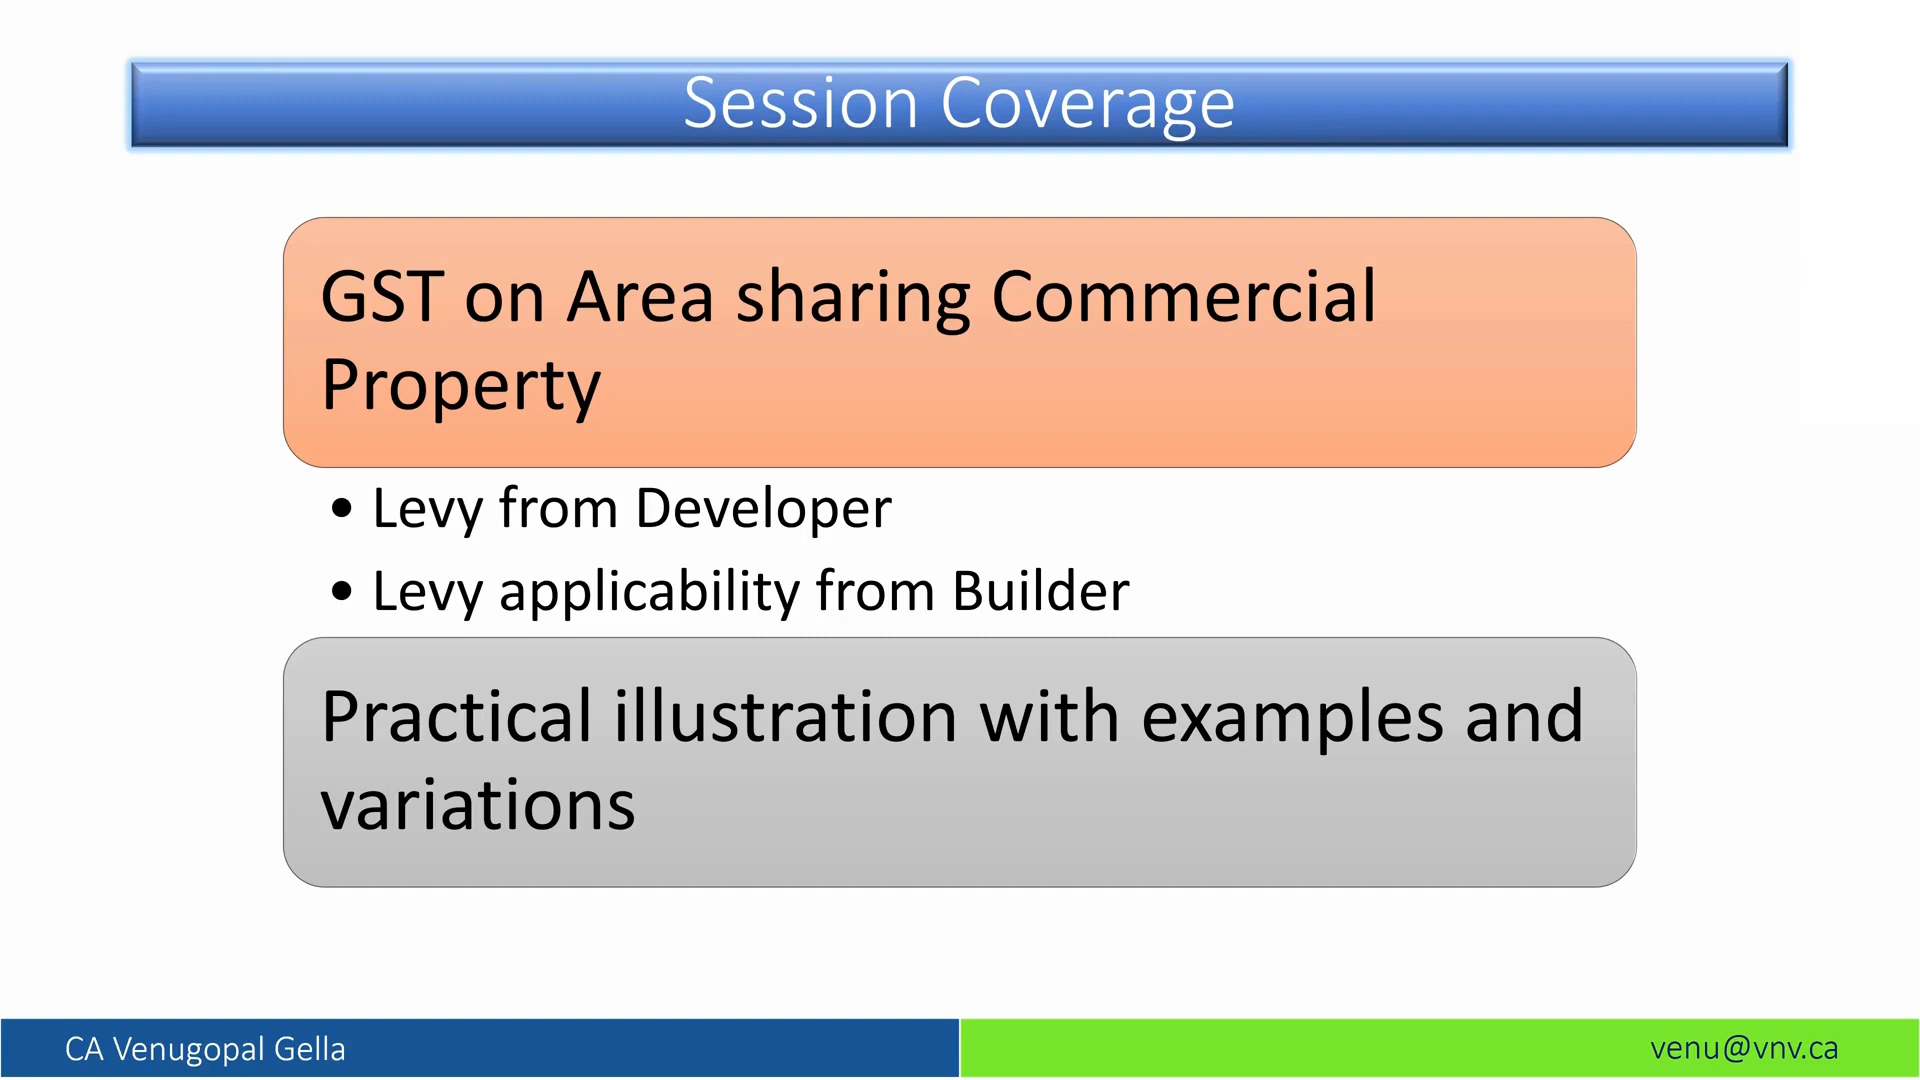 Session Coverage
GST on Area sharing Commercial
Property
• Levy from Developer
• Levy applicability from Builder
Practical illustration with examples and
variations
CA Venugopal Gella
venu@vnv.ca